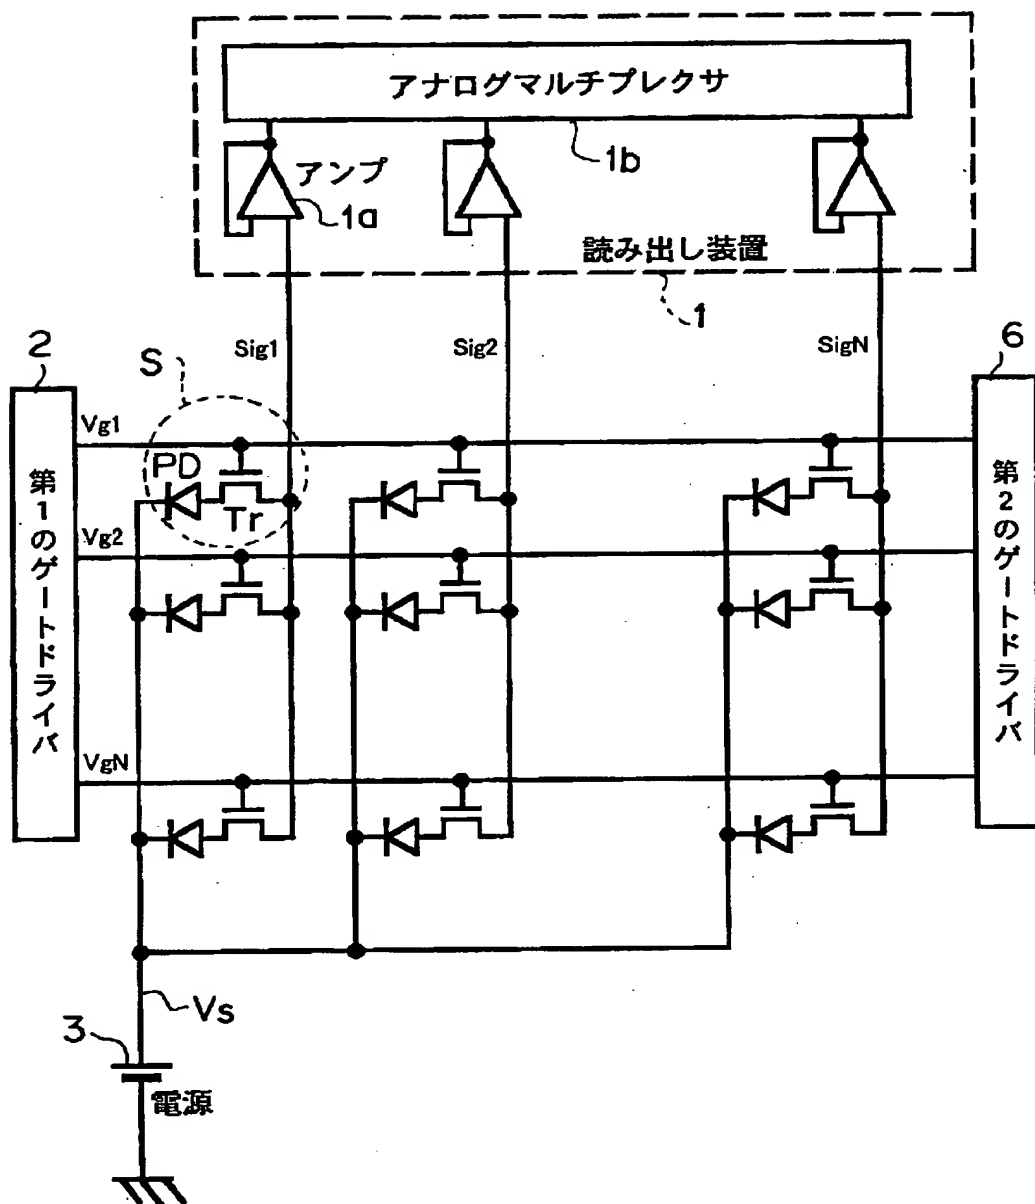 アナログマルチプレクサ
アンプ
1a
1b
読み出し装置
1
2
S
Sig1
Sig2
SigN
6
Vg1
PD
Tr
Vg2
VgN
第1のゲートドライバ
第2のゲートドライバ
Vs
3
電源